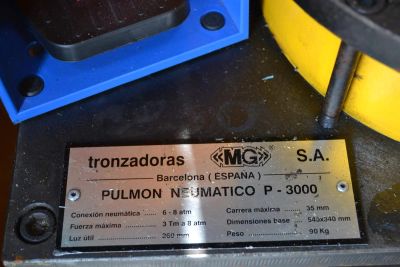 tronzadoras «MG» S.A.
Barcelona ( ESPAÑA )
PULMON NEUMATICO P - 3000
Conexión neumática ...... 6 - 8 atm
Carrera máxima ...... 35 mm
Fuerza máxima ...... 3 Tm a 8 atm
Dimensiones base ...... 545x340 mm
Luz útil ...... 260 mm
Peso ...... 90 Kg